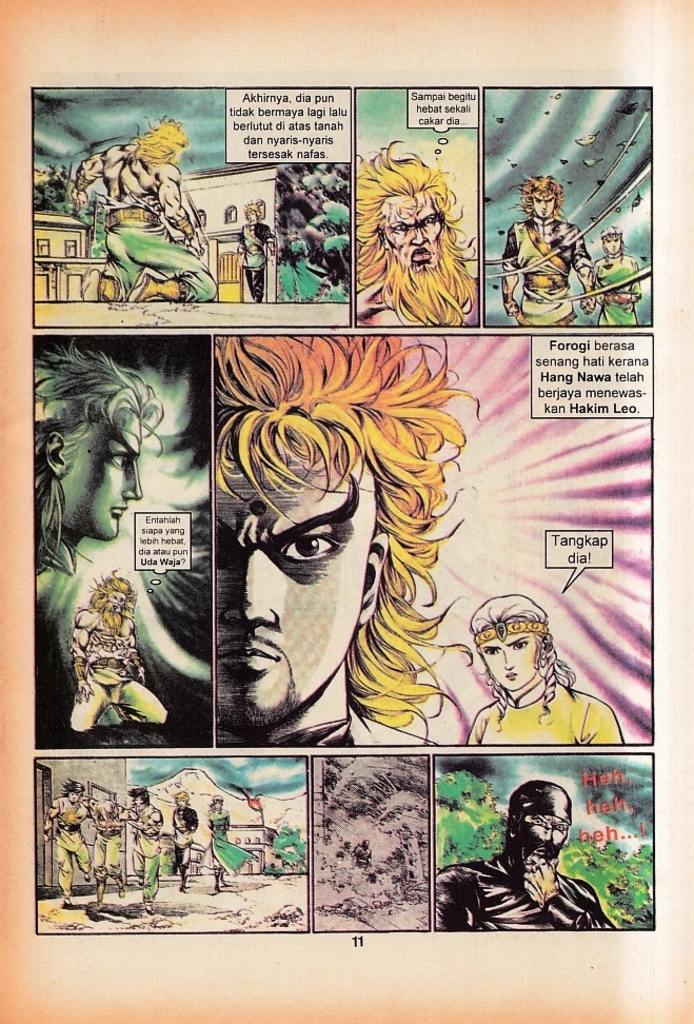 Akhirnya, dia pun
tidak bermaya lagi lalu
berlutut di atas tanah
dan nyaris-nyaris
tersesak nafas.
Sampai begitu
hebat sekali
cakar dia...
Forogi berasa
senang hati kerana
Hang Nawa telah
berjaya menewas-
kan Hakim Leo.
Entahlah
siapa yang
lebih hebat,
dia atau pun
Uda Waja?
Tangkap
dia!
Heh,
heh,
heh...!
11